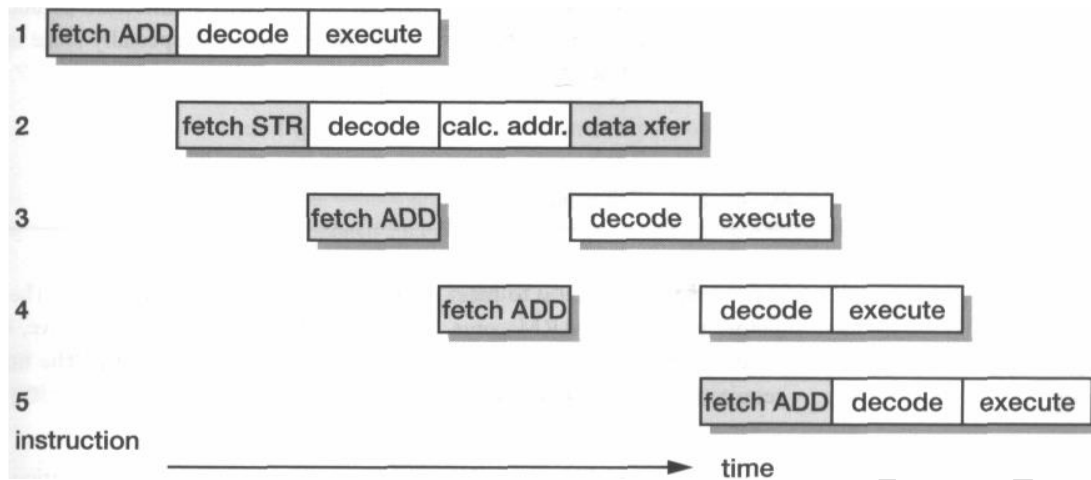 1 fetch ADD decode execute
2 fetch STR decode calc. addr. data xfer
3 fetch ADD decode execute
4 fetch ADD decode execute
5 fetch ADD decode execute
instruction
time